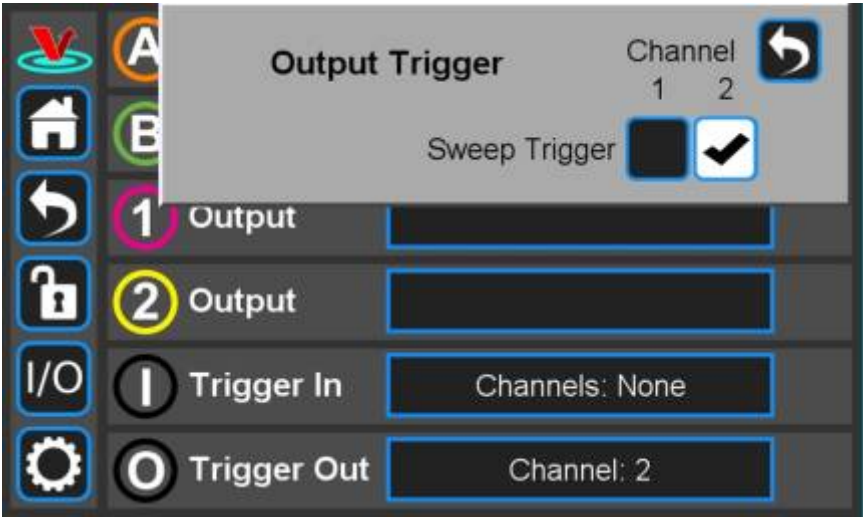 Output Trigger
Channel
1 2
Sweep Trigger
A
B
1 Output
2 Output
I/O
I Trigger In Channels: None
O Trigger Out Channel: 2